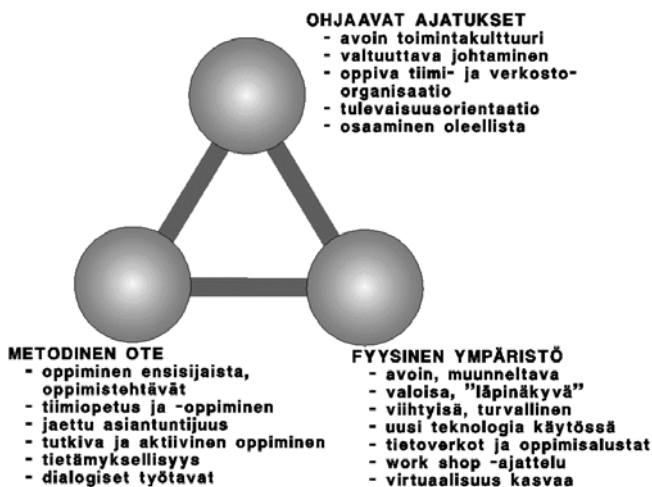 OHJAAVAT AJATUKSET
- avoin toimintakulttuuri
- valtuuttava johtaminen
- oppiva tiimi- ja verkosto-
organisaatio
- tulevaisuusorientaatio
- osaaminen oleellista
METODINEN OTE
- oppiminen ensisijaista,
oppimistehtävät
- tiimiopetus ja -oppiminen
- jaettu asiantuntijuus
- tutkiva ja aktiivinen oppiminen
- tietämyksellisyys
- dialogiset työtavat
FYYSINEN YMPÄRISTÖ
- avoin, muunneltava
- valoisa, ”läpinäkyvä”
- viihtyisä, turvallinen
- uusi teknologia käytössä
- tietoverkot ja oppimisalustat
- work shop -ajattelu
- virtuaalisuus kasvaa